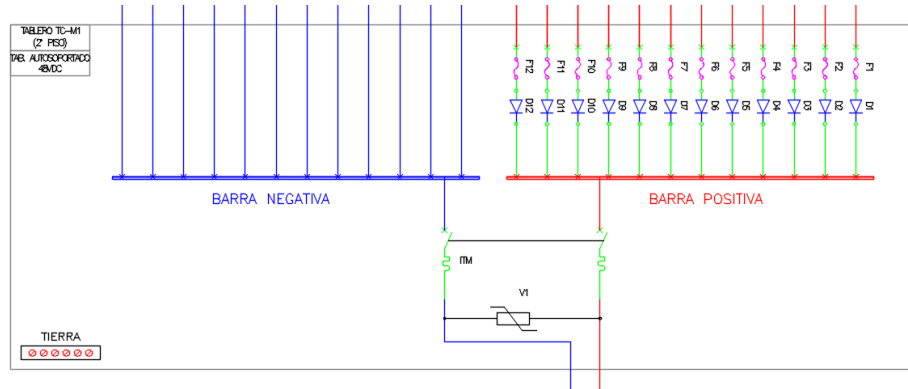 TABLERO TC-M1
(2° PISO)
TAB. AUTOSOPORTADO
48VDC
F12
F11
F10
F9
F8
F7
F6
F5
F4
F3
F2
F1
D12
D11
D10
D9
D8
D7
D6
D5
D4
D3
D2
D1
BARRA NEGATIVA
BARRA POSITIVA
ITM
V1
TIERRA